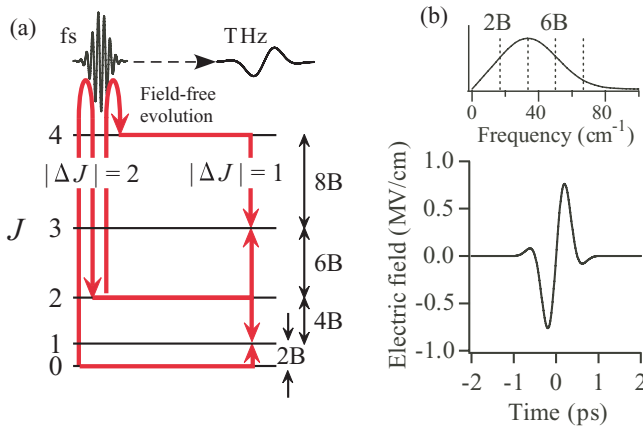 (a)
fs
THz
Field-free
evolution
4
|ΔJ| = 2
|ΔJ| = 1
8B
J
3
6B
2
4B
1
2B
0
(b)
2B
6B
0
40
80
Frequency (cm⁻¹)
Electric field (MV/cm)
1.0
0.5
0.0
-0.5
-1.0
-2
-1
0
1
2
Time (ps)